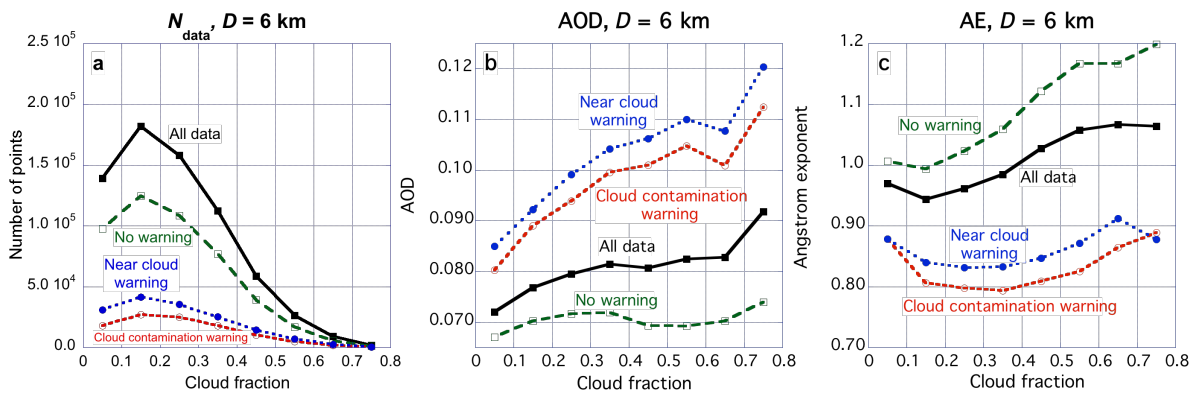 N data, D = 6 km
2.5 10^5
2.0 10^5
1.5 10^5
1.0 10^5
5.0 10^4
0.0
Number of points
a
All data
No warning
Near cloud
warning
Cloud contamination warning
0 0.1 0.2 0.3 0.4 0.5 0.6 0.7 0.8
Cloud fraction
AOD, D = 6 km
0.12
0.11
0.10
0.090
0.080
0.070
AOD
b
Near cloud
warning
Cloud contamination
warning
All data
No warning
0 0.1 0.2 0.3 0.4 0.5 0.6 0.7 0.8
Cloud fraction
AE, D = 6 km
1.2
1.1
1.0
0.90
0.80
0.70
Angstrom exponent
c
No warning
All data
Near cloud
warning
Cloud contamination warning
0 0.1 0.2 0.3 0.4 0.5 0.6 0.7 0.8
Cloud fraction